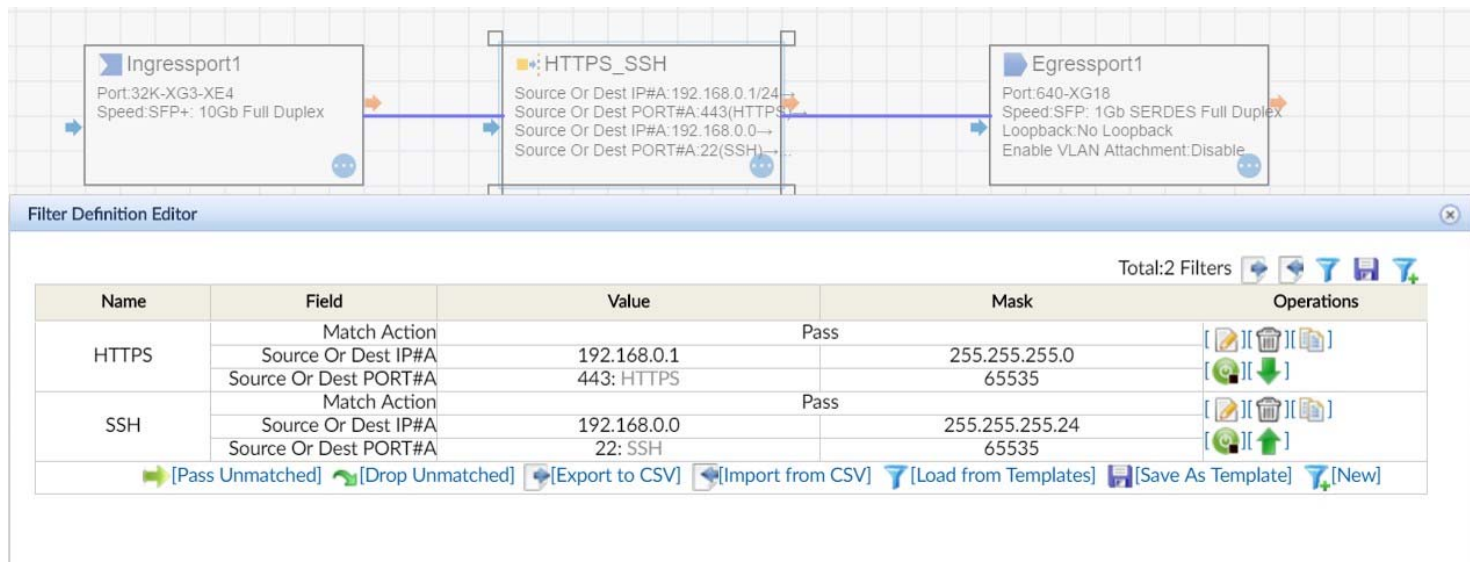 Ingressport1
Port:32K-XG3-XE4
Speed:SFP+: 10Gb Full Duplex
HTTPS_SSH
Source Or Dest IP#A:192.168.0.1/24→
Source Or Dest PORT#A:443(HTTPS)→
Source Or Dest IP#A:192.168.0.0→
Source Or Dest PORT#A:22(SSH)→...
Egressport1
Port:640-XG18
Speed:SFP: 1Gb SERDES Full Duplex
Loopback:No Loopback
Enable VLAN Attachment:Disable
Filter Definition Editor
Total:2 Filters
Name Field Value Mask Operations
Match Action Pass
HTTPS Source Or Dest IP#A 192.168.0.1 255.255.255.0
Source Or Dest PORT#A 443: HTTPS 65535
Match Action Pass
SSH Source Or Dest IP#A 192.168.0.0 255.255.255.24
Source Or Dest PORT#A 22: SSH 65535
[Pass Unmatched] [Drop Unmatched] [Export to CSV] [Import from CSV] [Load from Templates] [Save As Template] [New]